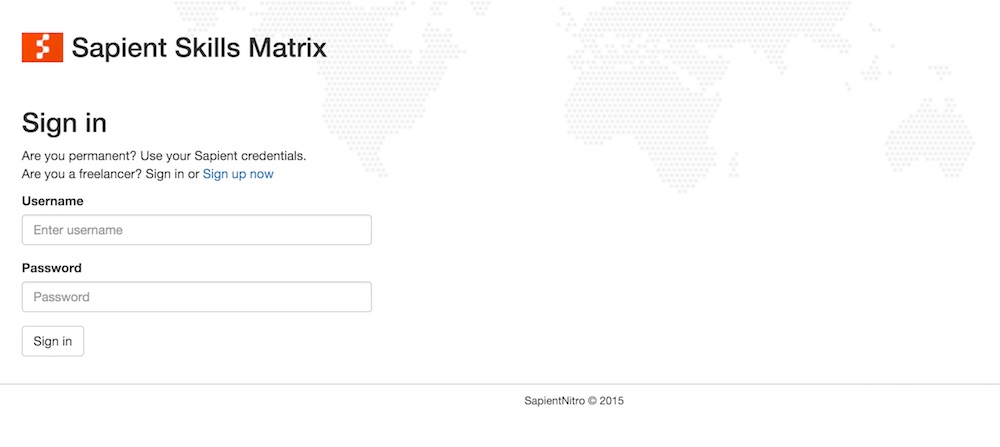 Sapient Skills Matrix
Sign in
Are you permanent? Use your Sapient credentials.
Are you a freelancer? Sign in or Sign up now
Username
Enter username
Password
Password
Sign in
SapientNitro © 2015